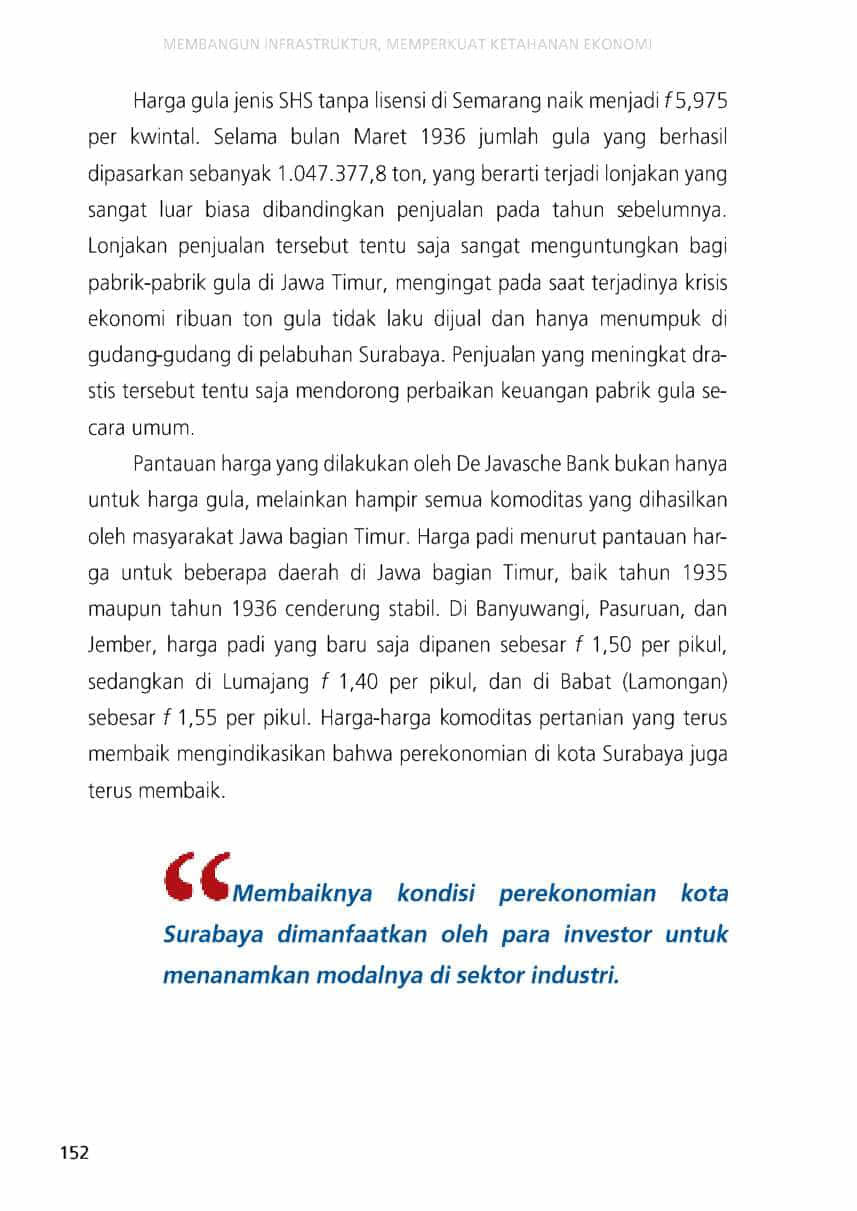 MEMBANGUN INFRASTRUKTUR, MEMPERKUAT KETAHANAN EKONOMI
Harga gula jenis SHS tanpa lisensi di Semarang naik menjadi f 5,975
per kwintal. Selama bulan Maret 1936 jumlah gula yang berhasil
dipasarkan sebanyak 1.047.377,8 ton, yang berarti terjadi lonjakan yang
sangat luar biasa dibandingkan penjualan pada tahun sebelumnya.
Lonjakan penjualan tersebut tentu saja sangat menguntungkan bagi
pabrik-pabrik gula di Jawa Timur, mengingat pada saat terjadinya krisis
ekonomi ribuan ton gula tidak laku dijual dan hanya menumpuk di
gudang-gudang di pelabuhan Surabaya. Penjualan yang meningkat dra-
stis tersebut tentu saja mendorong perbaikan keuangan pabrik gula se-
cara umum.
Pantauan harga yang dilakukan oleh De Javasche Bank bukan hanya
untuk harga gula, melainkan hampir semua komoditas yang dihasilkan
oleh masyarakat Jawa bagian Timur. Harga padi menurut pantauan har-
ga untuk beberapa daerah di Jawa bagian Timur, baik tahun 1935
maupun tahun 1936 cenderung stabil. Di Banyuwangi, Pasuruan, dan
Jember, harga padi yang baru saja dipanen sebesar f 1,50 per pikul,
sedangkan di Lumajang f 1,40 per pikul, dan di Babat (Lamongan)
sebesar f 1,55 per pikul. Harga-harga komoditas pertanian yang terus
membaik mengindikasikan bahwa perekonomian di kota Surabaya juga
terus membaik.
“Membaiknya kondisi perekonomian kota
Surabaya dimanfaatkan oleh para investor untuk
menanamkan modalnya di sektor industri.
152